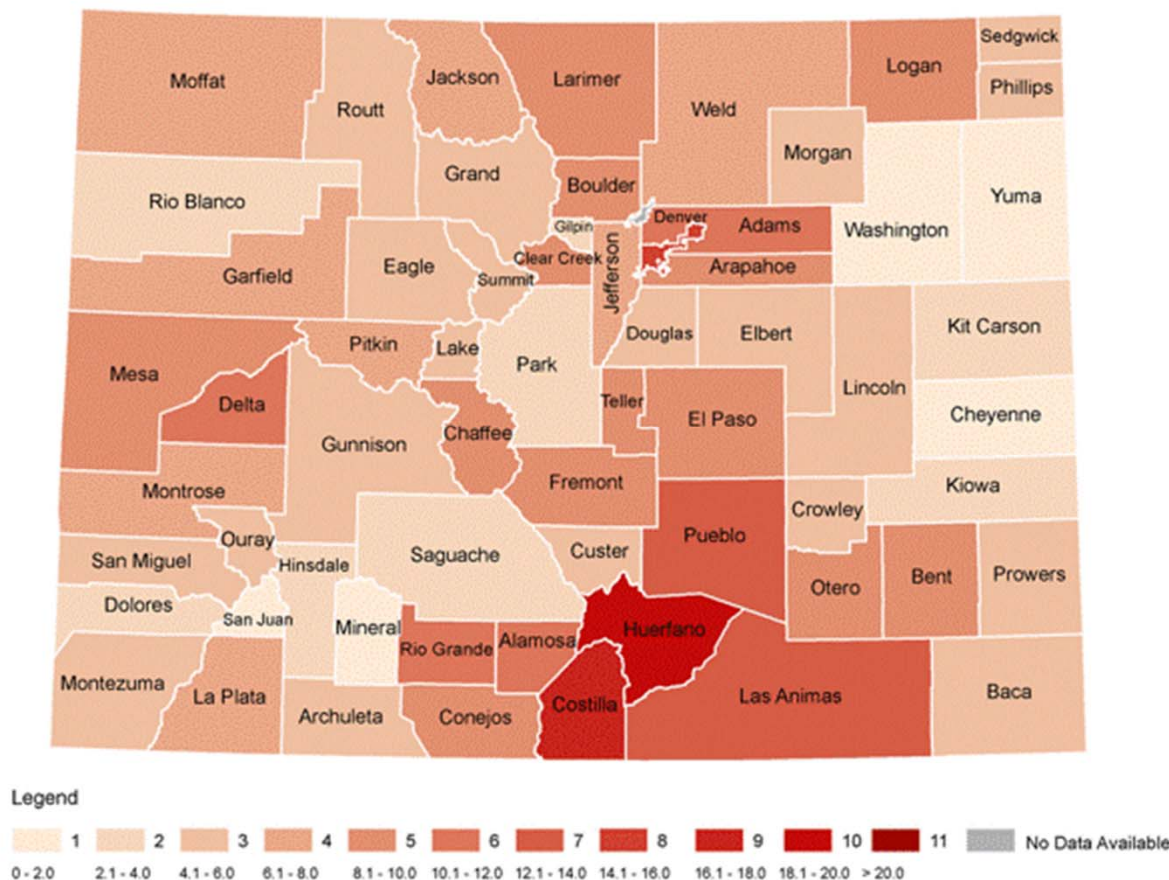 Sedgwick
Moffat
Jackson
Larimer
Logan
Phillips
Routt
Weld
Morgan
Grand
Boulder
Yuma
Rio Blanco
Gilpin
Denver
Adams
Washington
Garfield
Eagle
Summit
Clear Creek
Jefferson
Arapahoe
Pitkin
Lake
Park
Douglas
Elbert
Kit Carson
Mesa
Delta
Teller
Lincoln
Cheyenne
Gunnison
Chaffee
El Paso
Montrose
Fremont
Kiowa
Ouray
Crowley
San Miguel
Hinsdale
Saguache
Custer
Pueblo
Otero
Bent
Prowers
Dolores
San Juan
Mineral
Rio Grande
Alamosa
Huerfano
Montezuma
La Plata
Archuleta
Conejos
Costilla
Las Animas
Baca
Legend
1 2 3 4 5 6 7 8 9 10 11 No Data Available
0 - 2.0 2.1 - 4.0 4.1 - 6.0 6.1 - 8.0 8.1 - 10.0 10.1 - 12.0 12.1 - 14.0 14.1 - 16.0 16.1 - 18.0 18.1 - 20.0 > 20.0